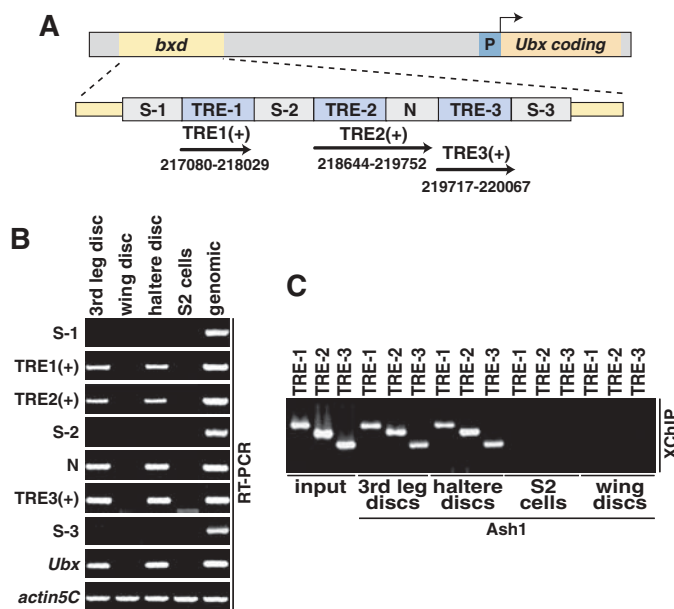 A
bxd
P
Ubx coding
S-1 TRE-1 S-2 TRE-2 N TRE-3 S-3
TRE1(+) TRE2(+) TRE3(+)
217080-218029 218644-219752 219717-220067
B
3rd leg disc wing disc haltere disc S2 cells genomic
S-1
TRE1(+)
TRE2(+)
S-2
N
TRE3(+)
S-3
Ubx
actin5C
RT-PCR
C
TRE-1 TRE-2 TRE-3 TRE-1 TRE-2 TRE-3 TRE-1 TRE-2 TRE-3 TRE-1 TRE-2 TRE-3 TRE-1 TRE-2 TRE-3
XChIP
input 3rd leg haltere S2 wing
discs discs cells discs
Ash1